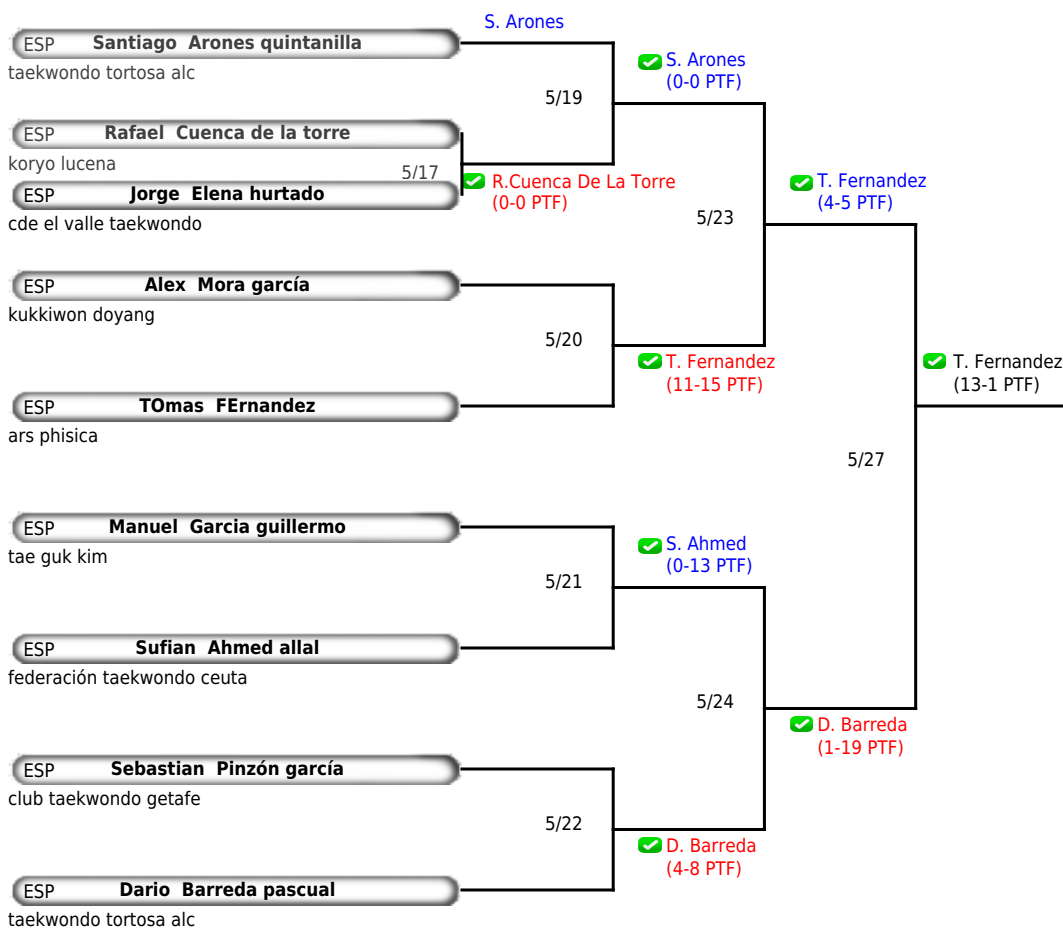 S. Arones
ESP Santiago Arones quintanilla
taekwondo tortosa alc
S. Arones
(0-0 PTF)
5/19
ESP Rafael Cuenca de la torre
koryo lucena
5/17
R.Cuenca De La Torre
(0-0 PTF)
ESP Jorge Elena hurtado
cde el valle taekwondo
T. Fernandez
(4-5 PTF)
5/23
ESP Alex Mora garcía
kukkiwon doyang
5/20
T. Fernandez
(11-15 PTF)
T. Fernandez
(13-1 PTF)
ESP TOmas FErnandez
ars phisica
5/27
ESP Manuel Garcia guillermo
tae guk kim
S. Ahmed
(0-13 PTF)
5/21
ESP Sufian Ahmed allal
federación taekwondo ceuta
5/24
D. Barreda
(1-19 PTF)
ESP Sebastian Pinzón garcía
club taekwondo getafe
5/22
D. Barreda
(4-8 PTF)
ESP Dario Barreda pascual
taekwondo tortosa alc